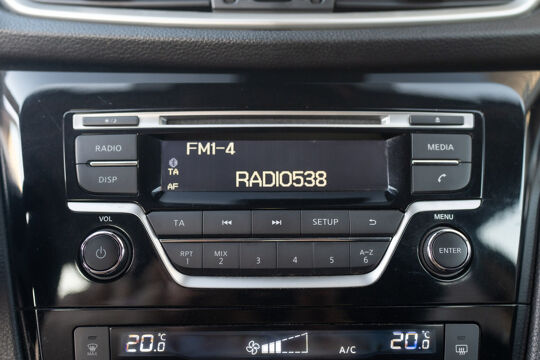 FM1-4
RADIO
MEDIA
TA
AF
RADIO538
DISP
VOL
TA
SETUP
MENU
RPT 1
MIX 2
3
4
5
A-Z 6
ENTER
MAX
20.0 °C
A/C
20.0 °C